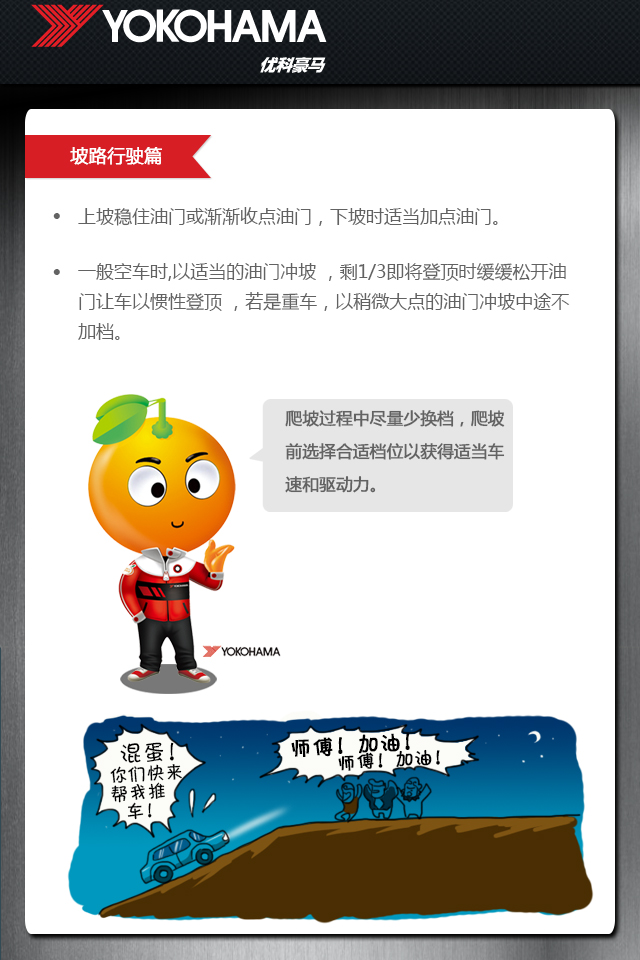 YOKOHAMA
优科豪马
坡路行驶篇
• 上坡稳住油门或渐渐收点油门，下坡时适当加点油门。
• 一般空车时,以适当的油门冲坡 ，剩1/3即将登顶时缓缓松开油
门让车以惯性登顶 ，若是重车，以稍微大点的油门冲坡中途不
加档。
爬坡过程中尽量少换档，爬坡
前选择合适档位以获得适当车
速和驱动力。
YOKOHAMA
混蛋！
你们快来
帮我推
车！
师傅！加油！
师傅！加油！